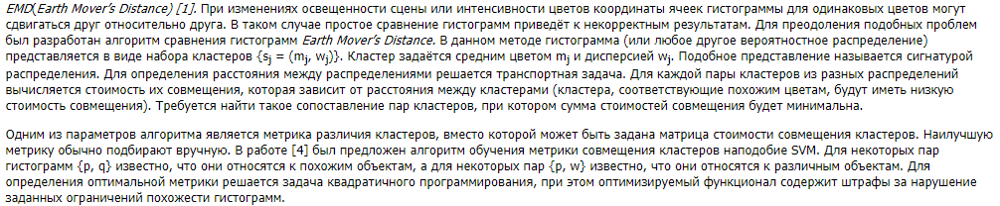 EMD(Earth Mover's Distance) [1]. При изменениях освещенности сцены или интенсивности цветов координаты ячеек гистограммы для одинаковых цветов могут
сдвигаться друг относительно друга. В таком случае простое сравнение гистограмм приведёт к некорректным результатам. Для преодоления подобных проблем
был разработан алгоритм сравнения гистограмм Earth Mover's Distance. В данном методе гистограмма (или любое другое вероятностное распределение)
представляется в виде набора кластеров {sj = (mj, wj)}. Кластер задаётся средним цветом mj и дисперсией wj. Подобное представление называется сигнатурой
распределения. Для определения расстояния между распределениями решается транспортная задача. Для каждой пары кластеров из разных распределений
вычисляется стоимость их совмещения, которая зависит от расстояния между кластерами (кластера, соответствующие похожим цветам, будут иметь низкую
стоимость совмещения). Требуется найти такое сопоставление пар кластеров, при котором сумма стоимостей совмещения будет минимальна.
Одним из параметров алгоритма является метрика различия кластеров, вместо которой может быть задана матрица стоимости совмещения кластеров. Наилучшую
метрику обычно подбирают вручную. В работе [4] был предложен алгоритм обучения метрики совмещения кластеров наподобие SVM. Для некоторых пар
гистограмм {p, q} известно, что они относятся к похожим объектам, а для некоторых пар {p, w} известно, что они относятся к различным объектам. Для
определения оптимальной метрики решается задача квадратичного программирования, при этом оптимизируемый функционал содержит штрафы за нарушение
заданных ограничений похожести гистограмм.